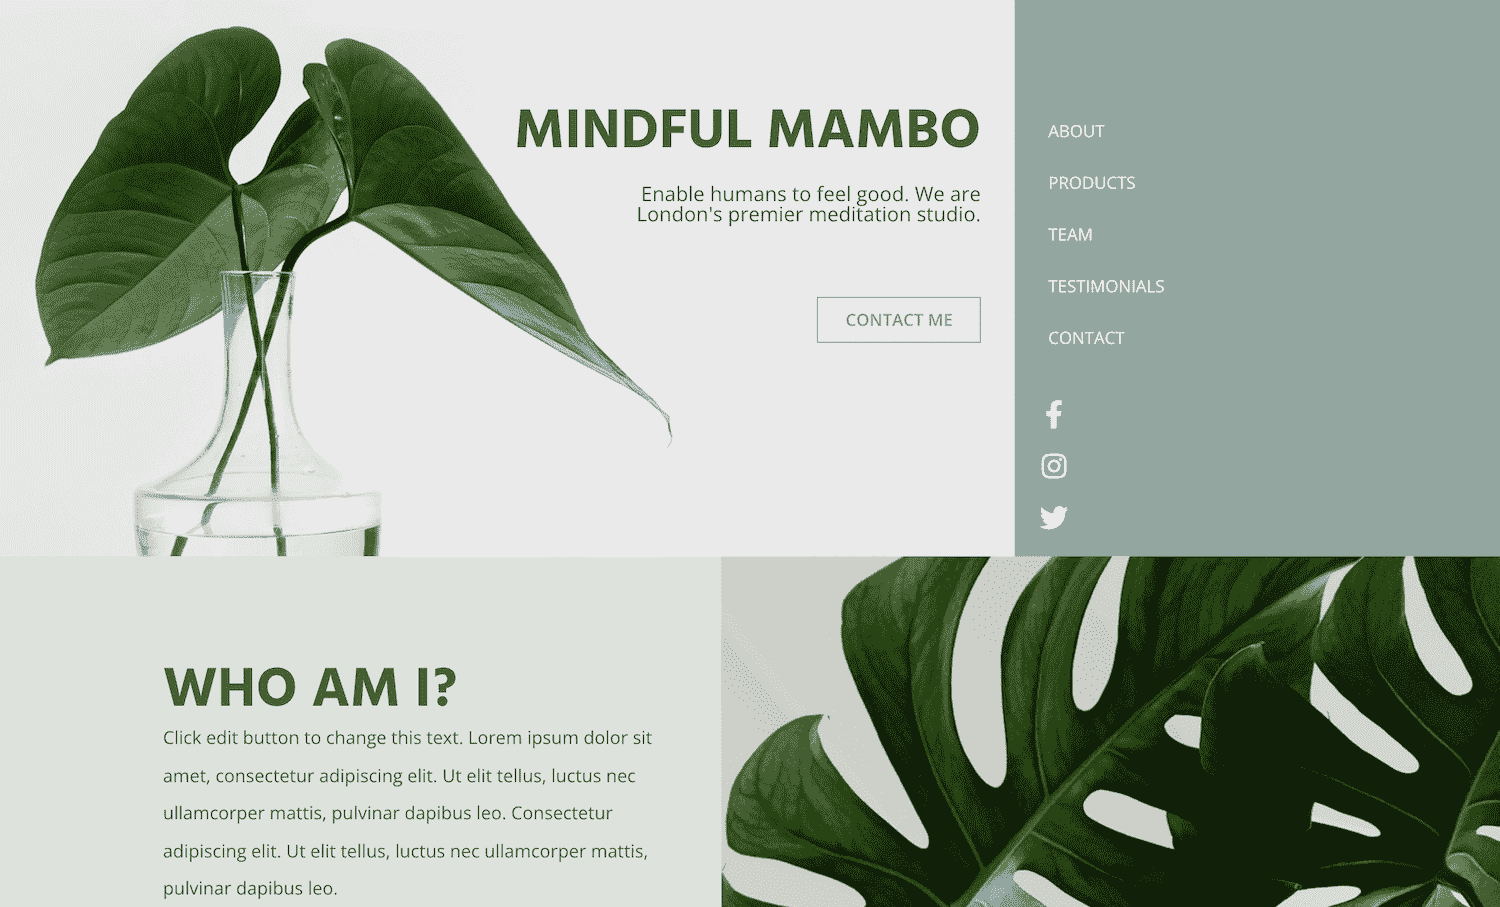 MINDFUL MAMBO
Enable humans to feel good. We are
London's premier meditation studio.
CONTACT ME
ABOUT
PRODUCTS
TEAM
TESTIMONIALS
CONTACT
WHO AM I?
Click edit button to change this text. Lorem ipsum dolor sit
amet, consectetur adipiscing elit. Ut elit tellus, luctus nec
ullamcorper mattis, pulvinar dapibus leo. Consectetur
adipiscing elit. Ut elit tellus, luctus nec ullamcorper mattis,
pulvinar dapibus leo.